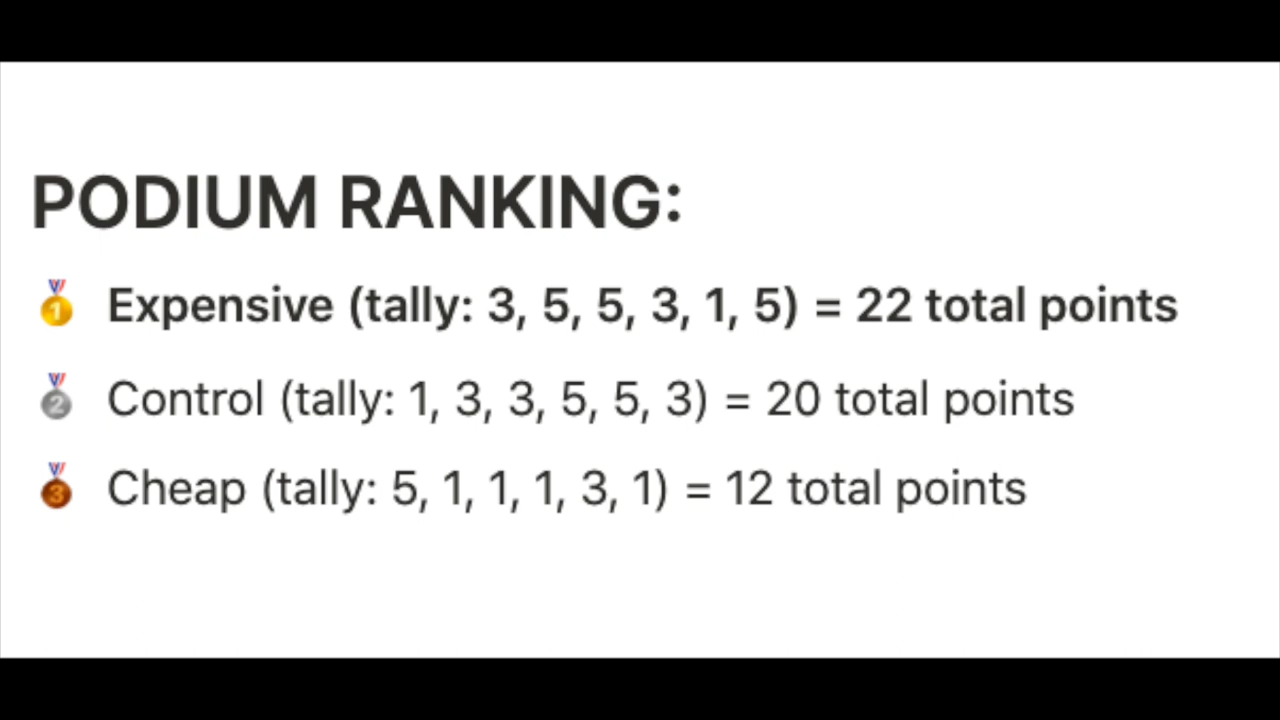 PODIUM RANKING:
🥇 Expensive (tally: 3, 5, 5, 3, 1, 5) = 22 total points
🥈 Control (tally: 1, 3, 3, 5, 5, 3) = 20 total points
🥉 Cheap (tally: 5, 1, 1, 1, 3, 1) = 12 total points